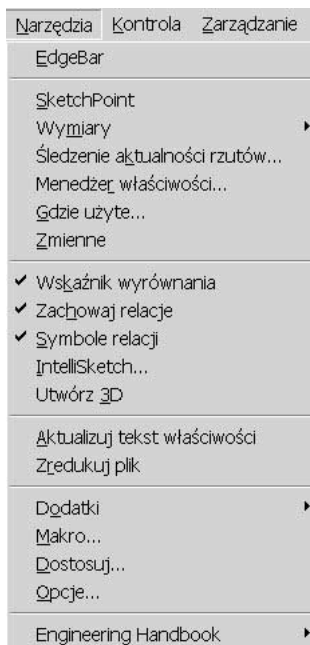 Narzędzia Kontrola Zarządzanie
EdgeBar
SketchPoint
Wymiary
Śledzenie aktualności rzutów...
Menedżer właściwości...
Gdzie użyte...
Zmienne
Wskaźnik wyrównania
Zachowaj relacje
Symbole relacji
IntelliSketch...
Utwórz 3D
Aktualizuj tekst właściwości
Zredukuj plik
Dodatki
Makro...
Dostosuj...
Opcje...
Engineering Handbook